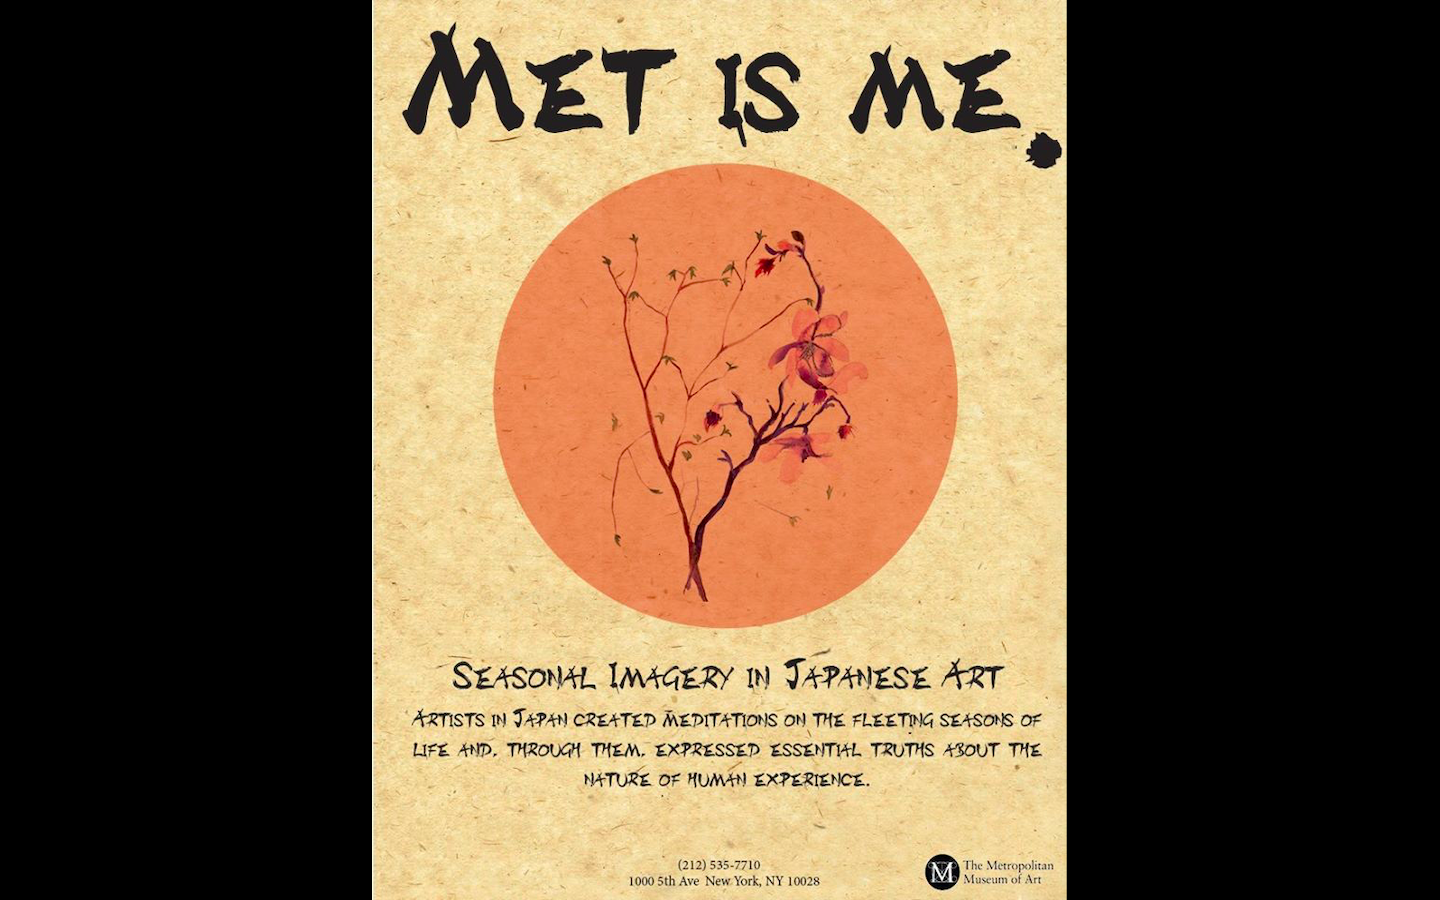 Met is me.
Seasonal Imagery in Japanese Art
Artists in Japan created meditations on the fleeting seasons of
life and, through them, expressed essential truths about the
nature of human experience.
(212) 535-7710
1000 5th Ave New York, NY 10028
M
The Metropolitan
Museum of Art